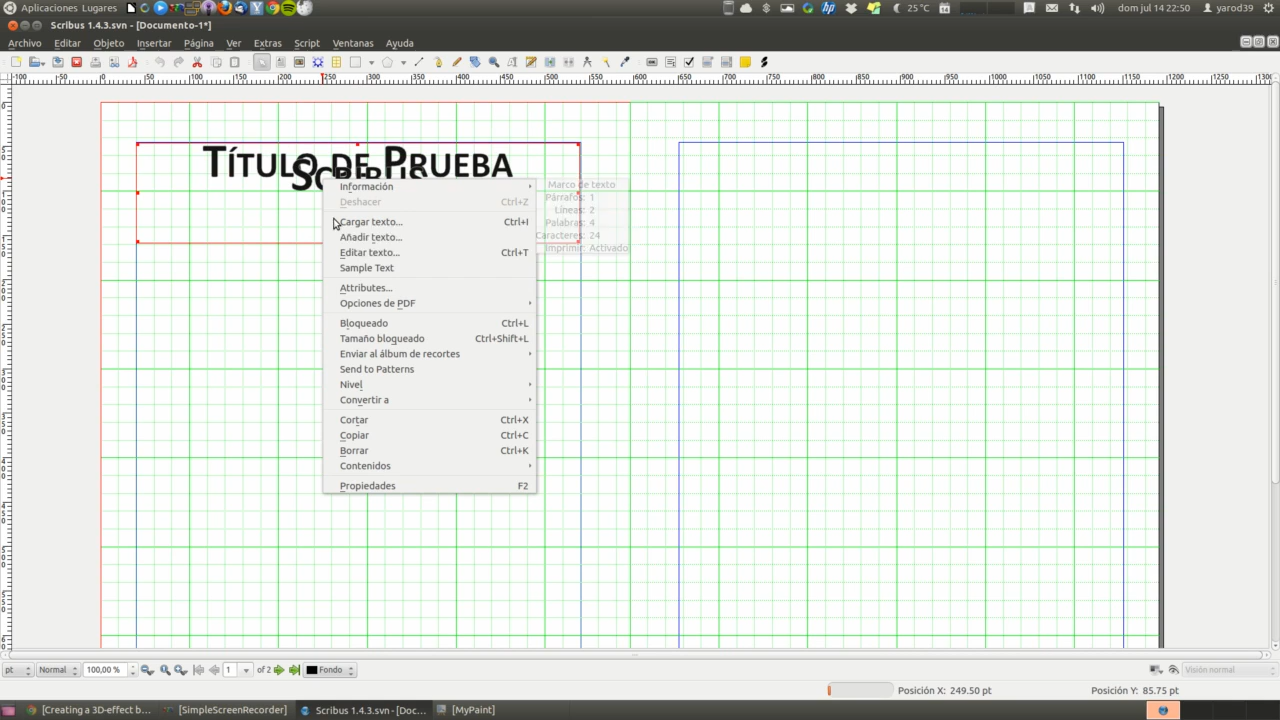 Aplicaciones Lugares
25°C
dom jul 14 22:50
yarod39
Scribus 1.4.3.svn - [Documento-1*]
Archivo Editar Objeto Insertar Página Ver Extras Script Ventanas Ayuda
Título de Prueba
Scribus
Información
Deshacer Ctrl+Z
Cargar texto... Ctrl+I
Añadir texto...
Editar texto... Ctrl+T
Sample Text
Attributes...
Opciones de PDF
Bloqueado Ctrl+L
Tamaño bloqueado Ctrl+Shift+L
Enviar al álbum de recortes
Send to Patterns
Nivel
Convertir a
Cortar Ctrl+X
Copiar Ctrl+C
Borrar Ctrl+K
Contenidos
Propiedades F2
Marco de texto
Párrafos: 1
Líneas: 2
Palabras: 4
Caracteres: 24
Imprimir: Activado
pt Normal 100,00 % 1 of 2 Fondo Visión normal
Posición X: 249.50 pt Posición Y: 85.75 pt
[Creating a 3D-effect b... [SimpleScreenRecorder] Scribus 1.4.3.svn - [Doc... [MyPaint]